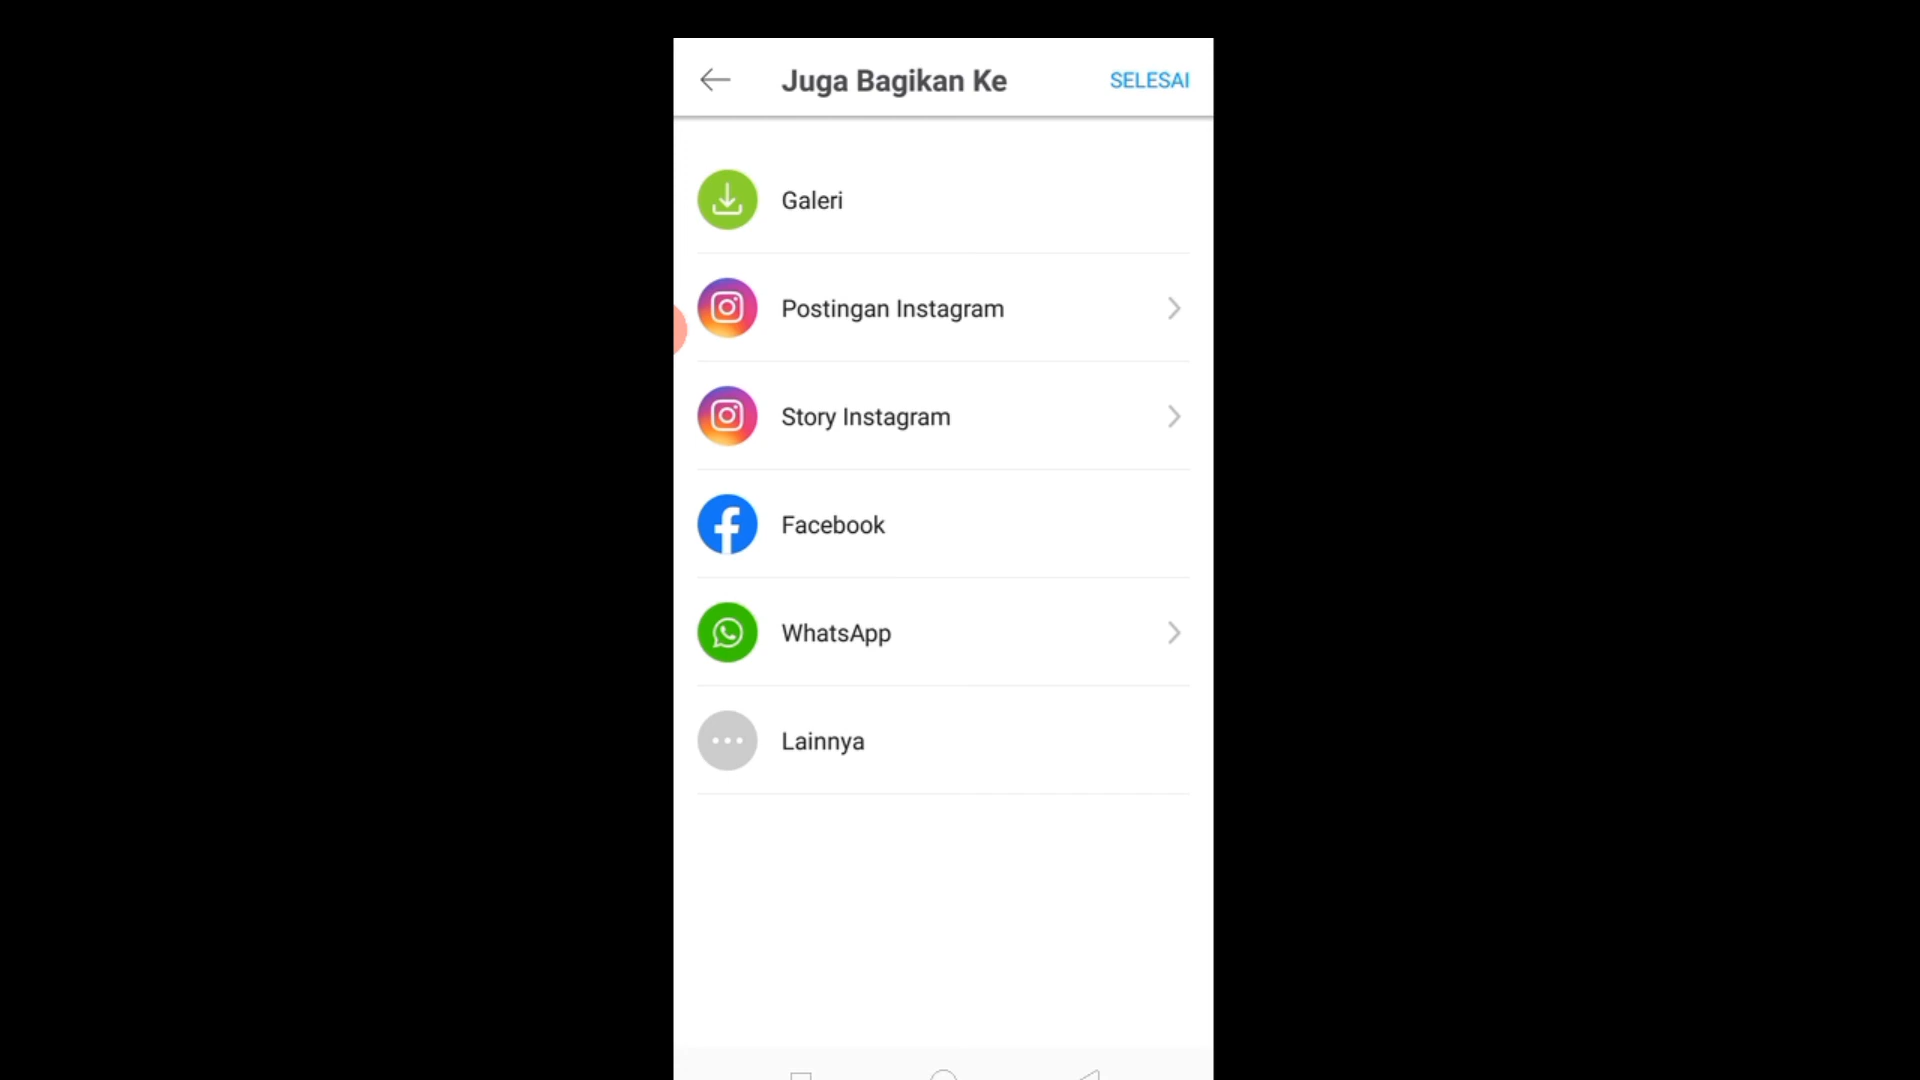 Juga Bagikan Ke
SELESAI
Galeri
Postingan Instagram
Story Instagram
Facebook
WhatsApp
Lainnya